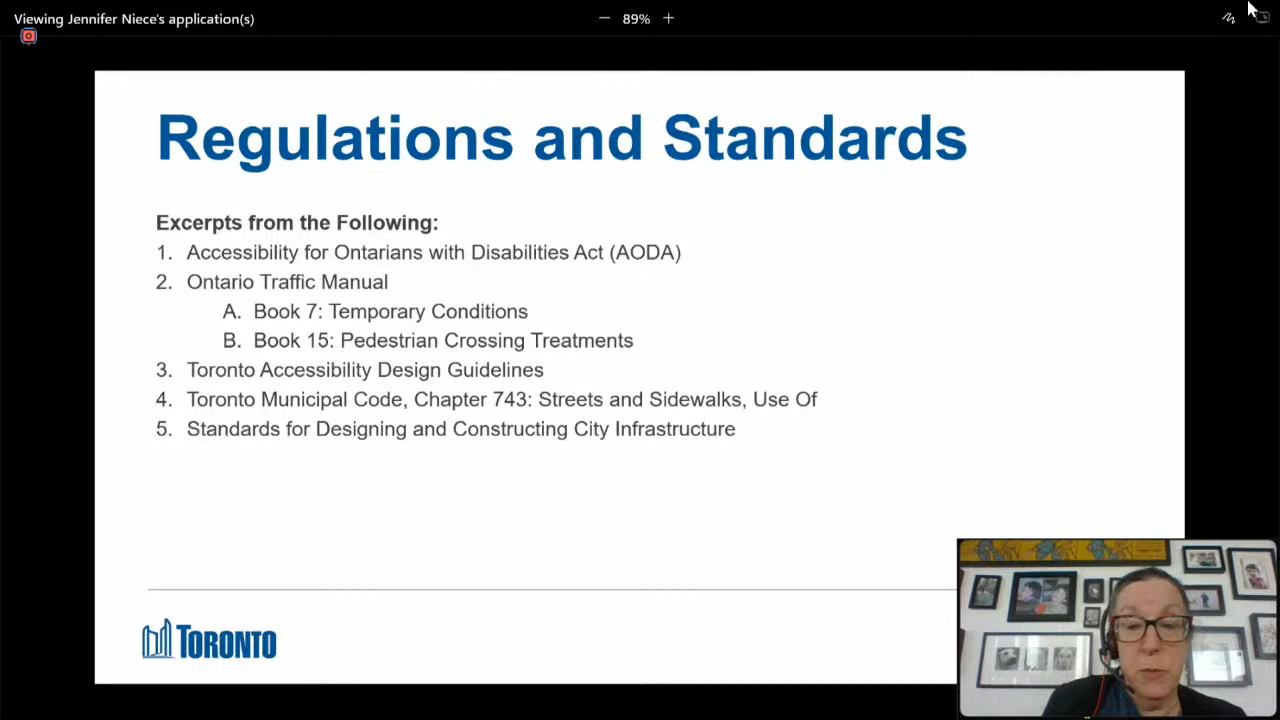 Viewing Jennifer Niece's application(s)
89%
Regulations and Standards
Excerpts from the Following:
1. Accessibility for Ontarians with Disabilities Act (AODA)
2. Ontario Traffic Manual
A. Book 7: Temporary Conditions
B. Book 15: Pedestrian Crossing Treatments
3. Toronto Accessibility Design Guidelines
4. Toronto Municipal Code, Chapter 743: Streets and Sidewalks, Use Of
5. Standards for Designing and Constructing City Infrastructure
TORONTO